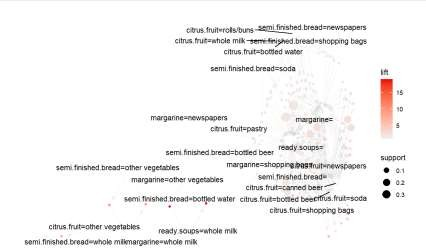 citrus.fruit=rolls/buns
semi.finished.bread=newspapers
citrus.fruit=whole milk
semi.finished.bread=shopping bags
citrus.fruit=bottled water
semi.finished.bread=soda
lift
15
10
5
margarine=newspapers
margarine=
citrus.fruit=pastry
ready.soups=
semi.finished.bread=bottled beer
support
0.1
0.2
0.3
semi.finished.bread=other vegetables
margarine=shopping bags
citrus.fruit=newspapers
margarine=other vegetables
semi.finished.bread=
citrus.fruit=canned beer
semi.finished.bread=bottled water
citrus.fruit=bottled beer
citrus.fruit=soda
citrus.fruit=shopping bags
citrus.fruit=other vegetables
ready.soups=whole milk
semi.finished.bread=whole milk
margarine=whole milk